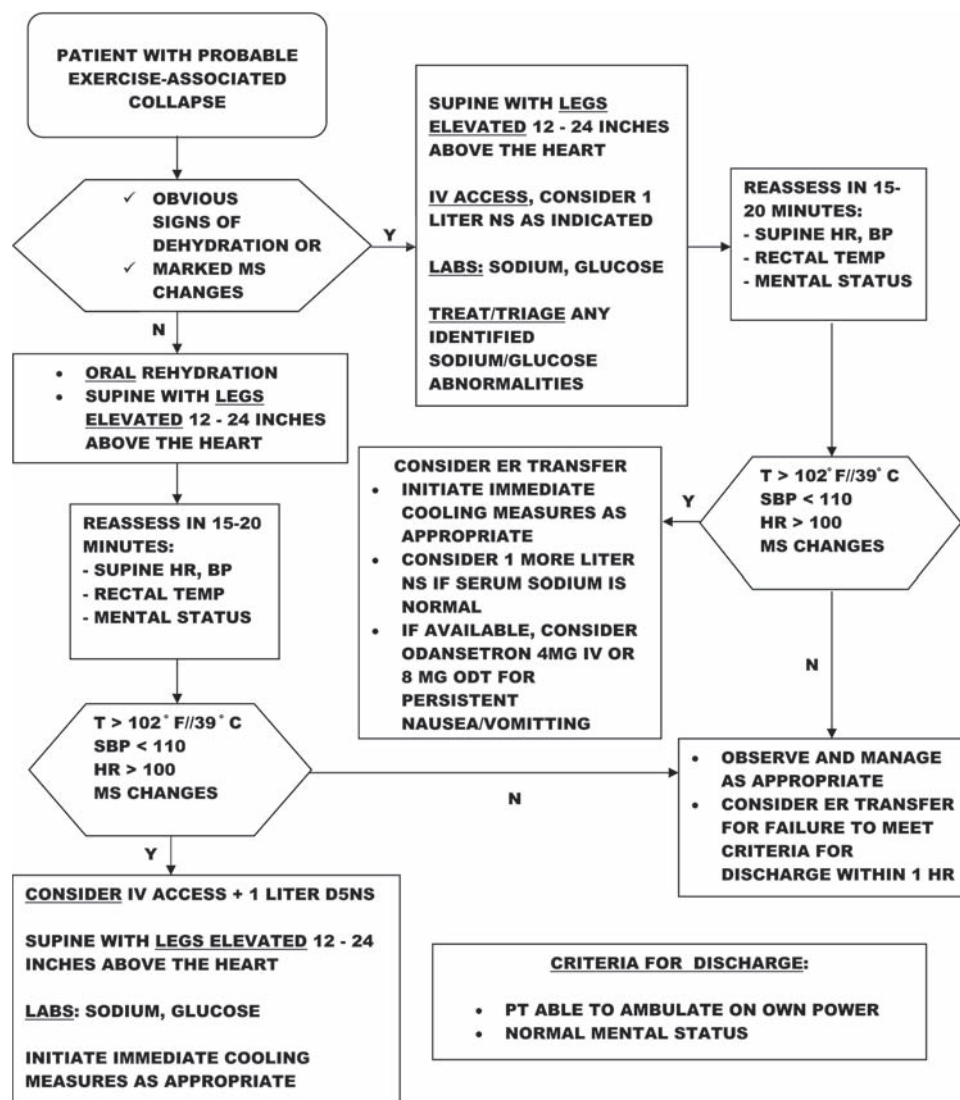 PATIENT WITH PROBABLE
EXERCISE-ASSOCIATED
COLLAPSE
✓ OBVIOUS
SIGNS OF
DEHYDRATION OR
✓ MARKED MS
CHANGES
Y
N
SUPINE WITH LEGS
ELEVATED 12 - 24 INCHES
ABOVE THE HEART
IV ACCESS, CONSIDER 1
LITER NS AS INDICATED
LABS: SODIUM, GLUCOSE
TREAT/TRIAGE ANY
IDENTIFIED
SODIUM/GLUCOSE
ABNORMALITIES
REASSESS IN 15-
20 MINUTES:
- SUPINE HR, BP
- RECTAL TEMP
- MENTAL STATUS
T > 102° F//39° C
SBP < 110
HR > 100
MS CHANGES
Y
N
CONSIDER ER TRANSFER
• INITIATE IMMEDIATE
COOLING MEASURES AS
APPROPRIATE
• CONSIDER 1 MORE LITER
NS IF SERUM SODIUM IS
NORMAL
• IF AVAILABLE, CONSIDER
ODANSETRON 4MG IV OR
8 MG ODT FOR
PERSISTENT
NAUSEA/VOMITTING
• ORAL REHYDRATION
• SUPINE WITH LEGS
ELEVATED 12 - 24 INCHES
ABOVE THE HEART
REASSESS IN 15-20
MINUTES:
- SUPINE HR, BP
- RECTAL TEMP
- MENTAL STATUS
T > 102° F//39° C
SBP < 110
HR > 100
MS CHANGES
N
Y
• OBSERVE AND MANAGE
AS APPROPRIATE
• CONSIDER ER TRANSFER
FOR FAILURE TO MEET
CRITERIA FOR
DISCHARGE WITHIN 1 HR
CONSIDER IV ACCESS + 1 LITER D5NS
SUPINE WITH LEGS ELEVATED 12 - 24
INCHES ABOVE THE HEART
LABS: SODIUM, GLUCOSE
INITIATE IMMEDIATE COOLING
MEASURES AS APPROPRIATE
CRITERIA FOR DISCHARGE:
• PT ABLE TO AMBULATE ON OWN POWER
• NORMAL MENTAL STATUS